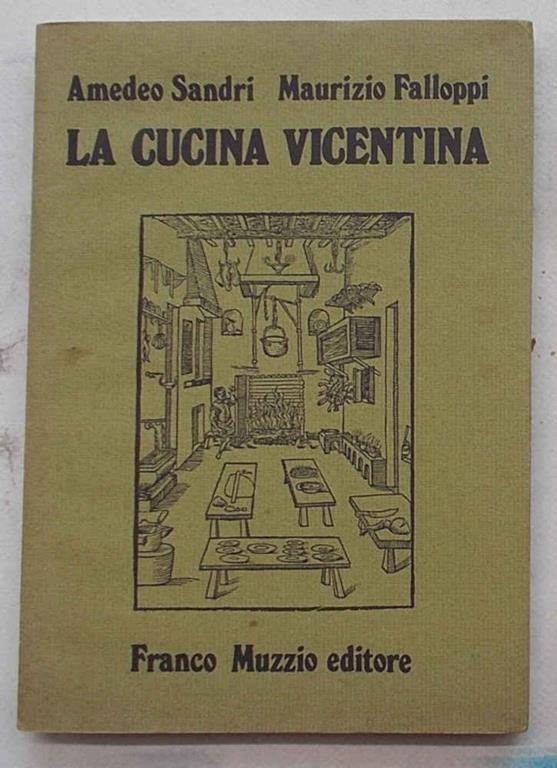 Amedeo Sandri Maurizio Falloppi
LA CUCINA VICENTINA
Franco Muzzio editore